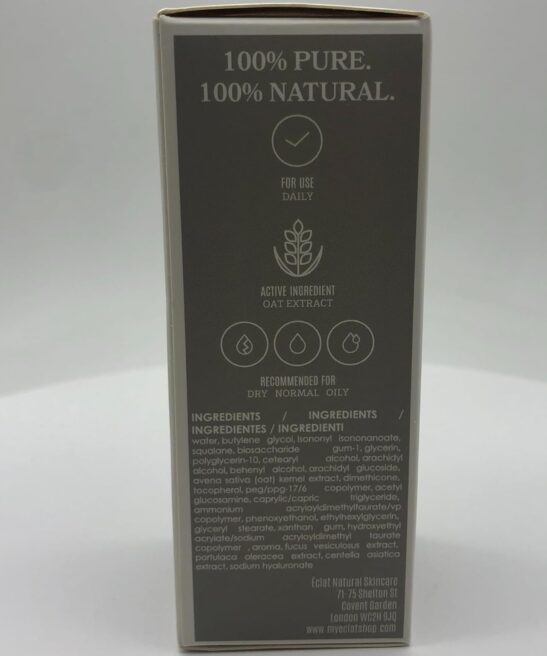 100% PURE.
100% NATURAL.
FOR USE
DAILY
ACTIVE INGREDIENT
OAT EXTRACT
RECOMMENDED FOR
DRY NORMAL OILY
INGREDIENTS / INGREDIENTS /
INGREDIENTES / INGREDIENTI
water, butylene glycol, isononyl isononanoate,
squalane, biosaccharide gum-1, glycerin,
polyglycerin-10, cetearyl alcohol, arachidyl
alcohol, behenyl alcohol, arachidyl glucoside,
avena sativa (oat) kernel extract, dimethicone,
tocopherol, peg/ppg-17/6 copolymer, acetyl
glucosamine, caprylic/capric triglyceride,
ammonium acryloyldimethyltaurate/vp
copolymer, phenoxyethanol, ethylhexylglycerin,
glyceryl stearate, xanthan gum, hydroxyethyl
acrylate/sodium acryloyldimethyl taurate
copolymer , aroma, fucus vesiculosus extract,
portulaca oleracea extract, centella asiatica
extract, sodium hyaluronate
Éclat Natural Skincare
71-75 Shelton St
Covent Garden
London WC2H 9JQ
www.myeclatshop.com